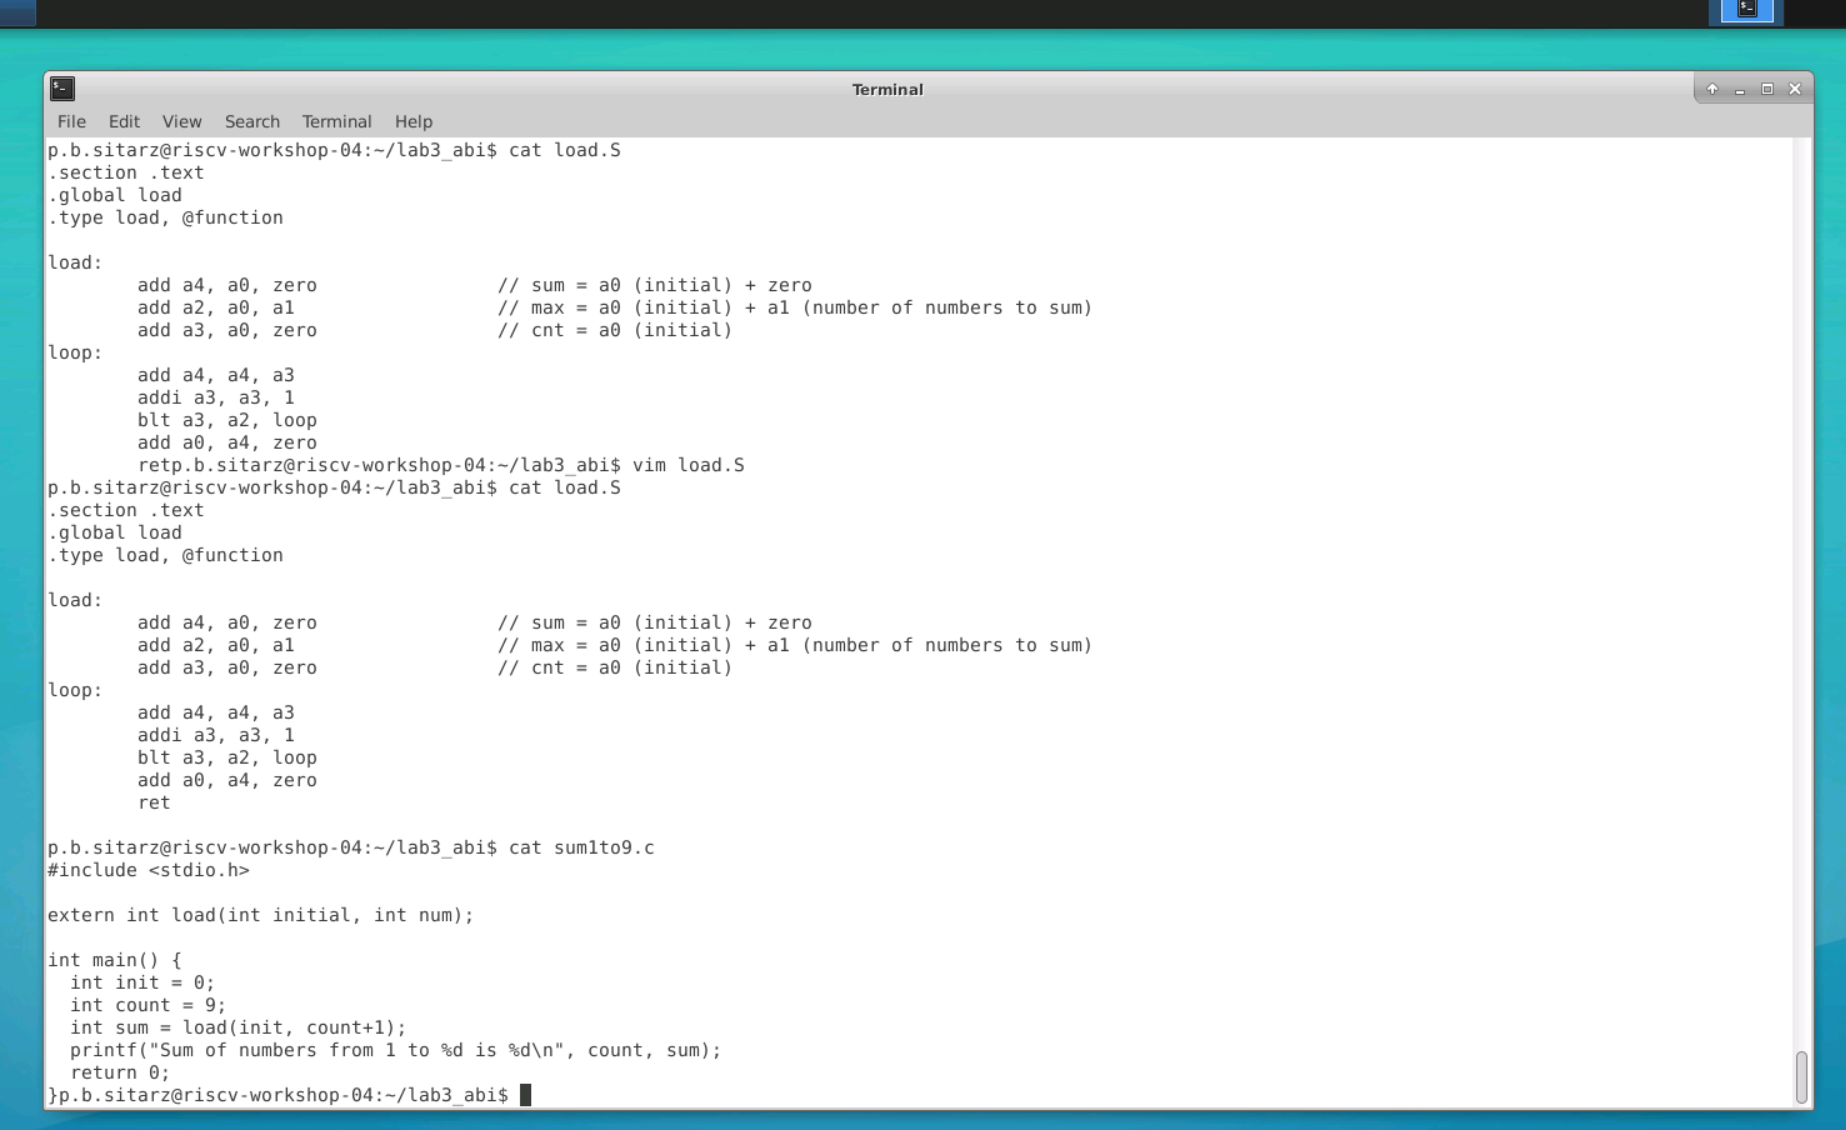 Terminal
File Edit View Search Terminal Help
p.b.sitarz@riscv-workshop-04:~/lab3_abi$ cat load.S
.section .text
.global load
.type load, @function
load:
add a4, a0, zero // sum = a0 (initial) + zero
add a2, a0, a1 // max = a0 (initial) + a1 (number of numbers to sum)
add a3, a0, zero // cnt = a0 (initial)
loop:
add a4, a4, a3
addi a3, a3, 1
blt a3, a2, loop
add a0, a4, zero
retp.b.sitarz@riscv-workshop-04:~/lab3_abi$ vim load.S
p.b.sitarz@riscv-workshop-04:~/lab3_abi$ cat load.S
.section .text
.global load
.type load, @function
load:
add a4, a0, zero // sum = a0 (initial) + zero
add a2, a0, a1 // max = a0 (initial) + a1 (number of numbers to sum)
add a3, a0, zero // cnt = a0 (initial)
loop:
add a4, a4, a3
addi a3, a3, 1
blt a3, a2, loop
add a0, a4, zero
ret
p.b.sitarz@riscv-workshop-04:~/lab3_abi$ cat sum1to9.c
#include <stdio.h>
extern int load(int initial, int num);
int main() {
int init = 0;
int count = 9;
int sum = load(init, count+1);
printf("Sum of numbers from 1 to %d is %d\n", count, sum);
return 0;
}p.b.sitarz@riscv-workshop-04:~/lab3_abi$